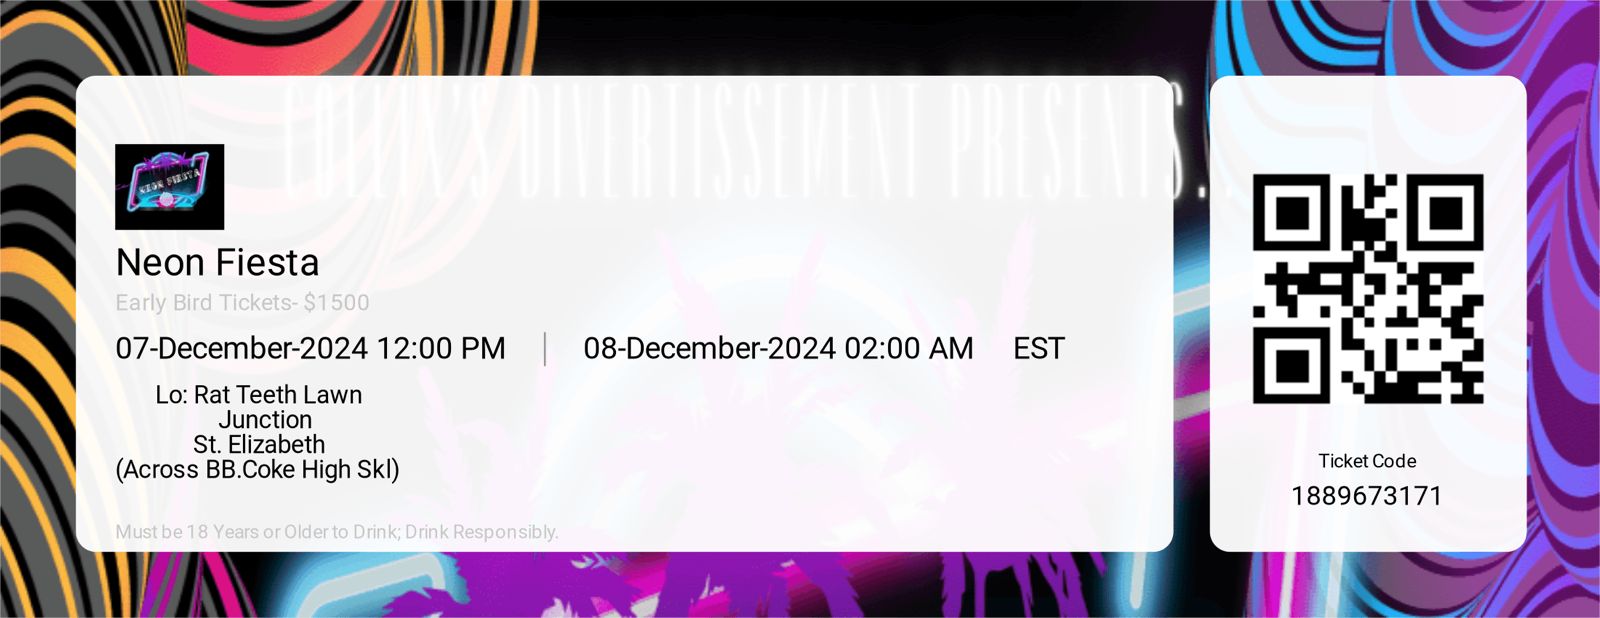 COLLIN'S DIVERTISSEMENT PRESENTS...
NEON FIESTA
Neon Fiesta
Early Bird Tickets- $1500
07-December-2024 12:00 PM | 08-December-2024 02:00 AM EST
Lo: Rat Teeth Lawn
Junction
St. Elizabeth
(Across BB.Coke High Skl)
Must be 18 Years or Older to Drink; Drink Responsibly.
Ticket Code
1889673171